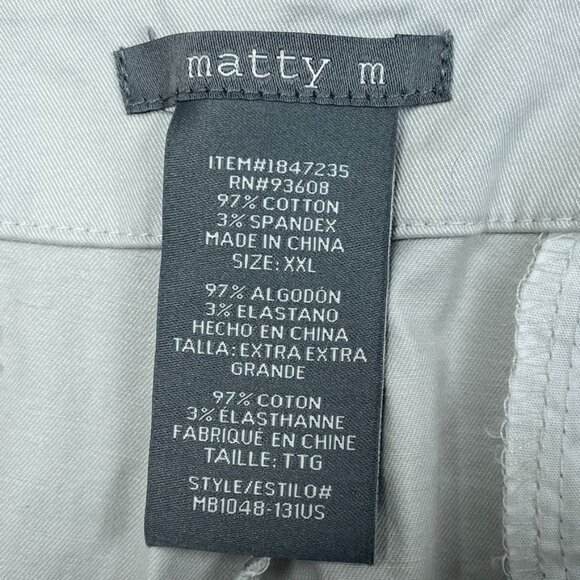 matty m
ITEM#1847235
RN#93608
97% COTTON
3% SPANDEX
MADE IN CHINA
SIZE: XXL
97% ALGODÓN
3% ELASTANO
HECHO EN CHINA
TALLA: EXTRA EXTRA
GRANDE
97% COTON
3% ÉLASTHANNE
FABRIQUÉ EN CHINE
TAILLE: TTG
STYLE/ESTILO#
MB1048-131US